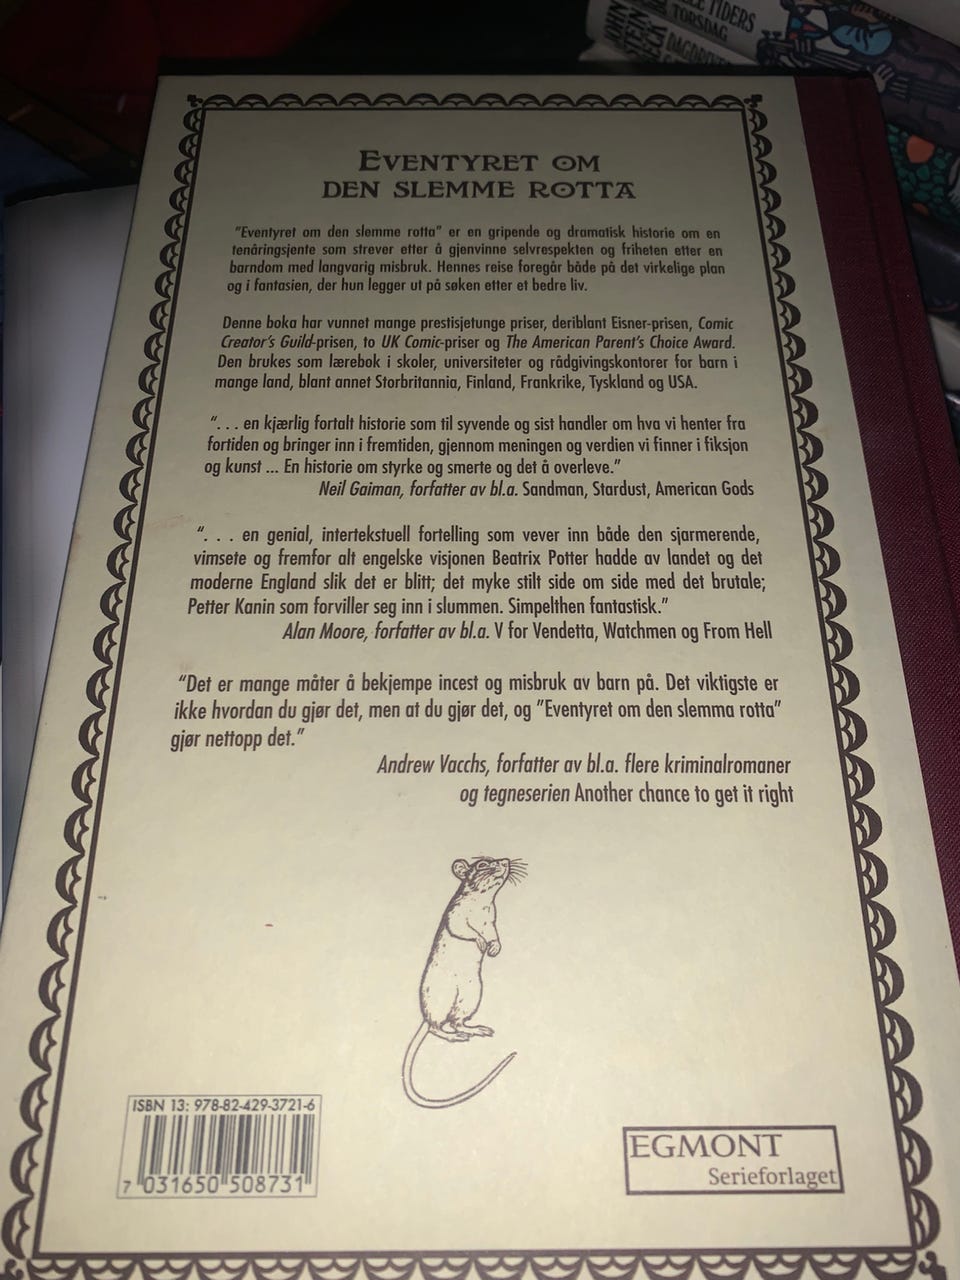 TIDERS
TORSDAG
EVENTYRET OM
DEN SLEMME ROTTA
"Eventyret om den slemme rotta" er en gripende og dramatisk historie om en
tenåringsjente som strever etter å gjenvinne selvrespekten og friheten etter en
barndom med langvarig misbruk. Hennes reise foregår både på det virkelige plan
og i fantasien, der hun legger ut på søken etter et bedre liv.
Denne boka har vunnet mange prestisjetunge priser, deriblant Eisner-prisen, Comic
Creator's Guild-prisen, to UK Comic-priser og The American Parent's Choice Award.
Den brukes som lærebok i skoler, universiteter og rådgivingskontorer for barn i
mange land, blant annet Storbritannia, Finland, Frankrike, Tyskland og USA.
“. . . en kjærlig fortalt historie som til syvende og sist handler om hva vi henter fra
fortiden og bringer inn i fremtiden, gjennom meningen og verdien vi finner i fiksjon
og kunst ... En historie om styrke og smerte og det å overleve.”
Neil Gaiman, forfatter av bl.a. Sandman, Stardust, American Gods
“. . . en genial, intertekstuell fortelling som vever inn både den sjarmerende,
vimsete og fremfor alt engelske visjonen Beatrix Potter hadde av landet og det
moderne England slik det er blitt; det myke stilt side om side med det brutale;
Petter Kanin som forviller seg inn i slummen. Simpelthen fantastisk.”
Alan Moore, forfatter av bl.a. V for Vendetta, Watchmen og From Hell
“Det er mange måter å bekjempe incest og misbruk av barn på. Det viktigste er
ikke hvordan du gjør det, men at du gjør det, og ”Eventyret om den slemma rotta”
gjør nettopp det.”
Andrew Vacchs, forfatter av bl.a. flere kriminalromaner
og tegneserien Another chance to get it right
ISBN 13: 978-82-429-3721-6
7 031650 508731
EGMONT
Serieforlaget